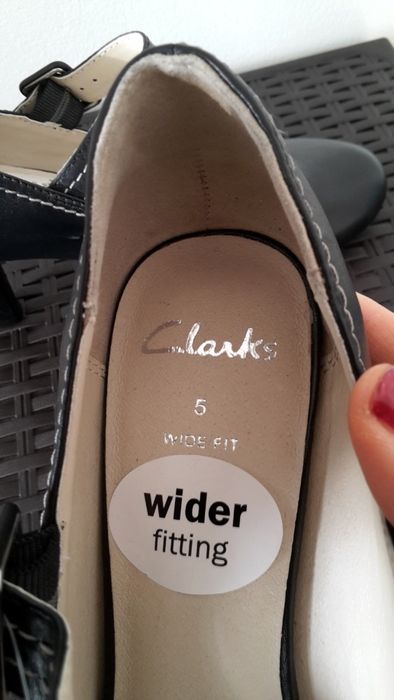 Clarks
5
WIDE FIT
wider
fitting